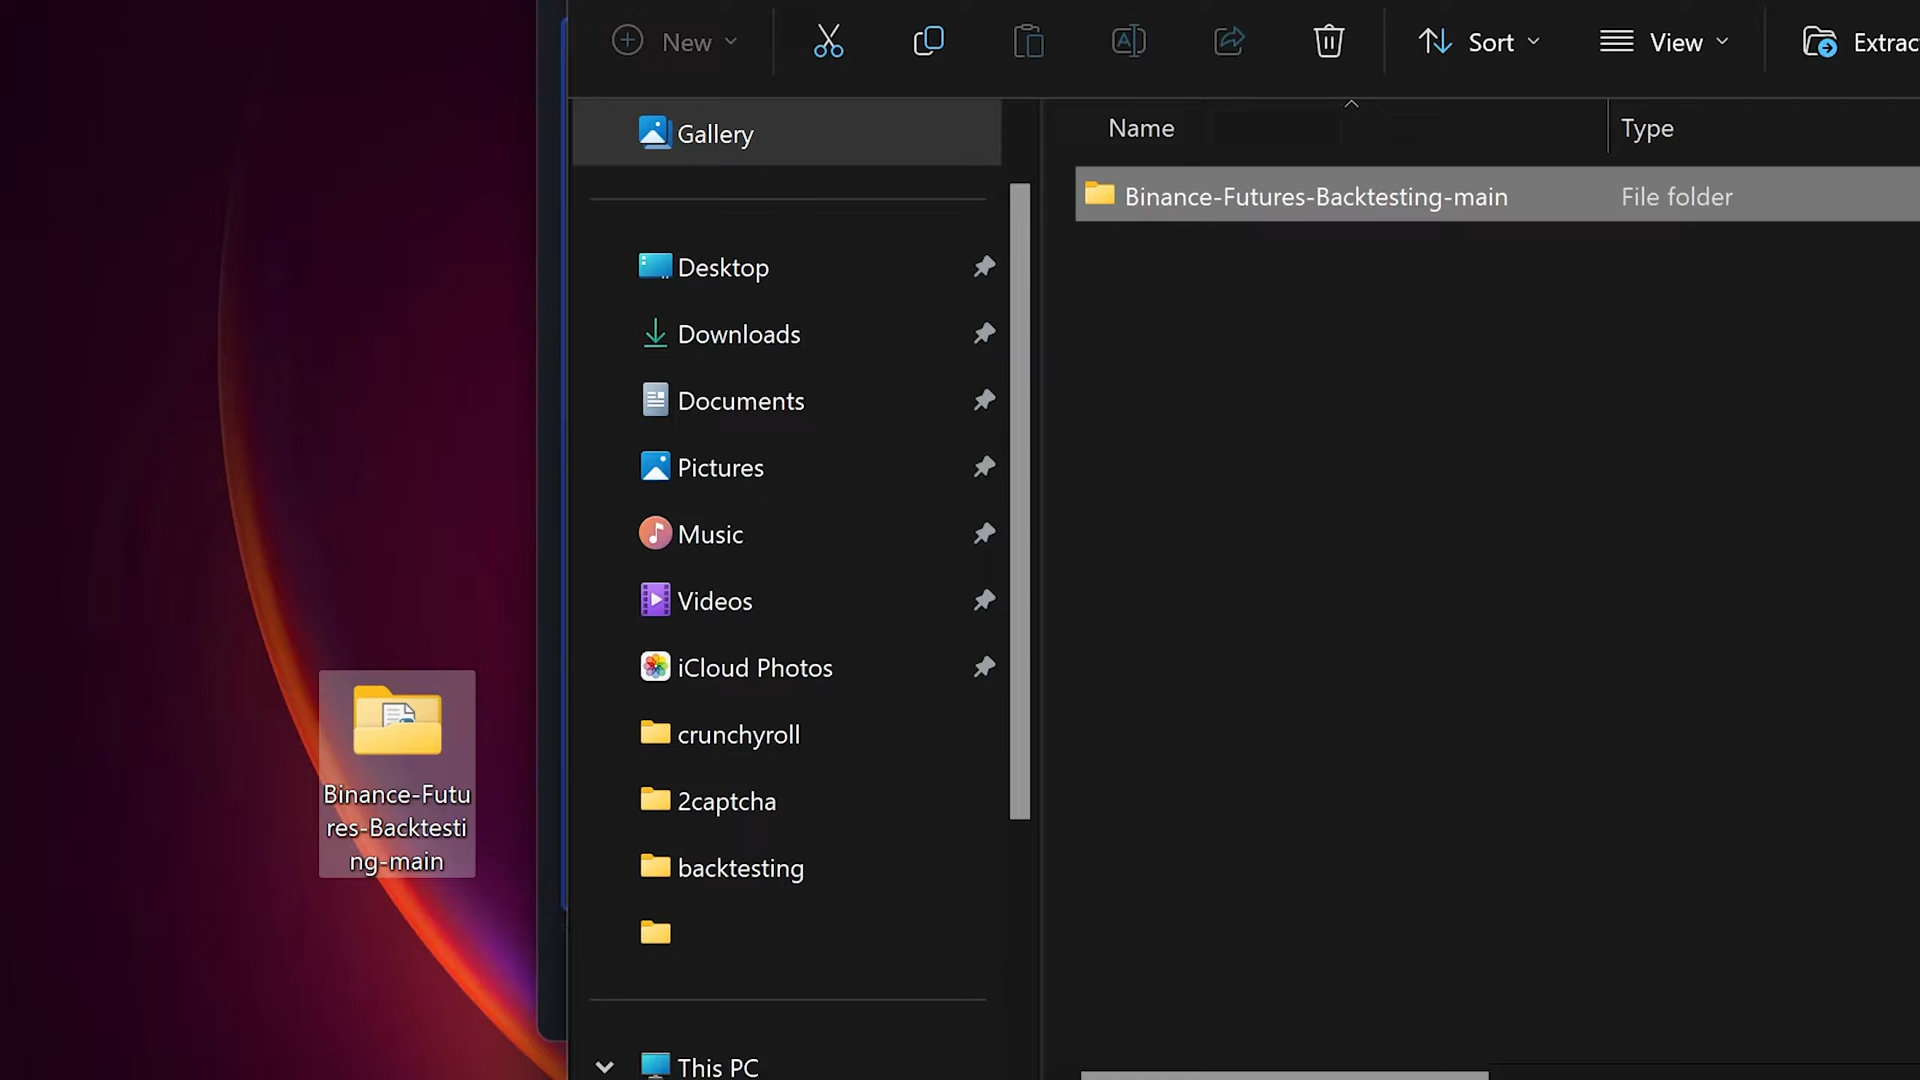 New
Sort
View
Extrac
Gallery
Name
Type
Binance-Futures-Backtesting-main
File folder
Desktop
Downloads
Documents
Pictures
Music
Videos
iCloud Photos
crunchyroll
2captcha
backtesting
This PC
Binance-Futu
res-Backtesti
ng-main